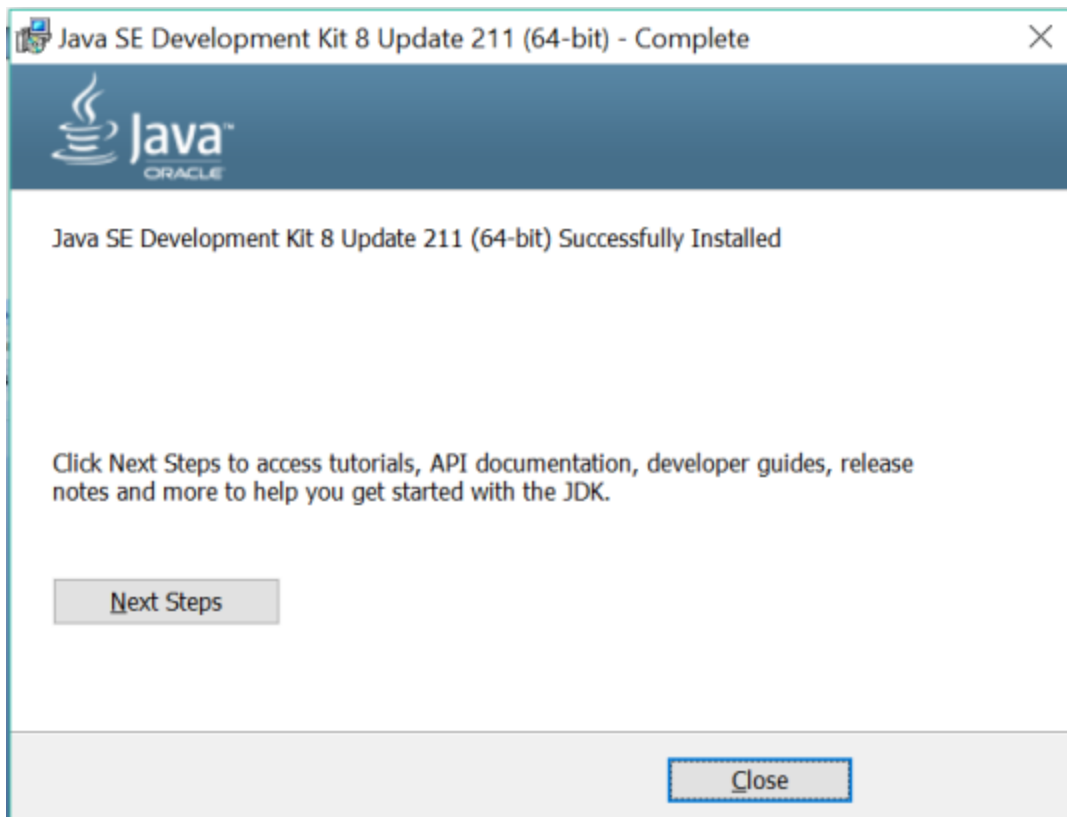 Java SE Development Kit 8 Update 211 (64-bit) - Complete
Java™
ORACLE
Java SE Development Kit 8 Update 211 (64-bit) Successfully Installed
Click Next Steps to access tutorials, API documentation, developer guides, release
notes and more to help you get started with the JDK.
Next Steps
Close